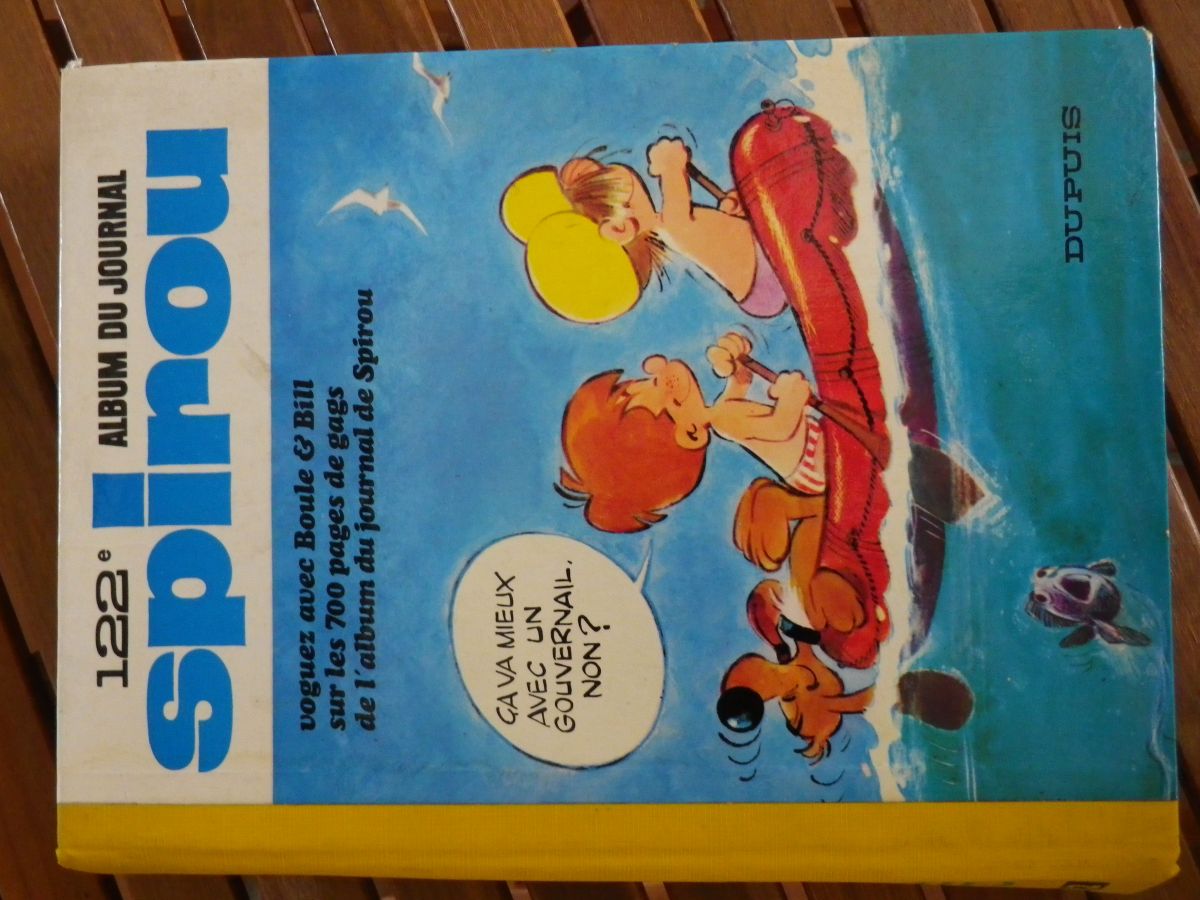 122e ALBUM DU JOURNAL
spirou
voguez avec Boule & Bill
sur les 700 pages de gags
de l'album du journal de Spirou
ÇA VA MIEUX
AVEC UN
GOUVERNAIL,
NON?
DUPUIS